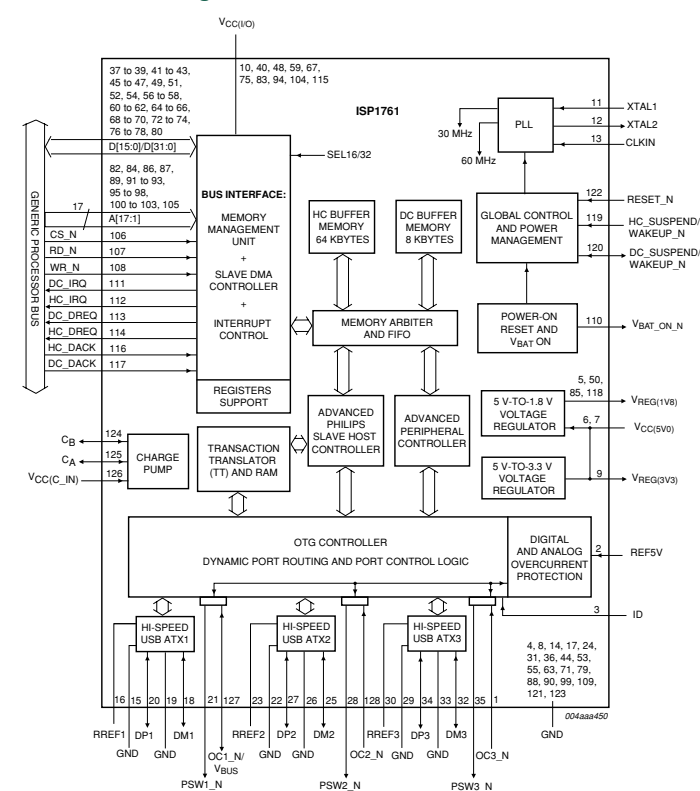 VCC(I/O)
10, 40, 48, 59, 67,
75, 83, 94, 104, 115
37 to 39, 41 to 43,
45 to 47, 49, 51,
52, 54, 56 to 58,
60 to 62, 64 to 66,
68 to 70, 72 to 74,
76 to 78, 80
D[15:0]/D[31:0]
82, 84, 86, 87,
89, 91 to 93,
95 to 98,
100 to 103, 105
17
A[17:1]
GENERIC PROCESSOR BUS
CS_N 106
RD_N 107
WR_N 108
DC_IRQ 111
HC_IRQ 112
DC_DREQ 113
HC_DREQ 114
HC_DACK 116
DC_DACK 117
BUS INTERFACE:
MEMORY
MANAGEMENT
UNIT
+
SLAVE DMA
CONTROLLER
+
INTERRUPT
CONTROL
REGISTERS
SUPPORT
SEL16/32
ISP1761
HC BUFFER
MEMORY
64 KBYTES
DC BUFFER
MEMORY
8 KBYTES
MEMORY ARBITER
AND FIFO
30 MHz
60 MHz
PLL
11 XTAL1
12 XTAL2
13 CLKIN
GLOBAL CONTROL
AND POWER
MANAGEMENT
122 RESET_N
119 HC_SUSPEND/
WAKEUP_N
120 DC_SUSPEND/
WAKEUP_N
POWER-ON
RESET AND
VBAT ON
110 VBAT_ON_N
5 V-TO-1.8 V
VOLTAGE
REGULATOR
5, 50,
85, 118 VREG(1V8)
6, 7 VCC(5V0)
5 V-TO-3.3 V
VOLTAGE
REGULATOR
9 VREG(3V3)
CB 124
CA 125
VCC(C_IN) 126
CHARGE
PUMP
TRANSACTION
TRANSLATOR
(TT) AND RAM
ADVANCED
PHILIPS
SLAVE HOST
CONTROLLER
ADVANCED
PERIPHERAL
CONTROLLER
OTG CONTROLLER
DYNAMIC PORT ROUTING AND PORT CONTROL LOGIC
DIGITAL
AND ANALOG
OVERCURRENT
PROTECTION
2 REF5V
3 ID
HI-SPEED
USB ATX1
HI-SPEED
USB ATX2
HI-SPEED
USB ATX3
4, 8, 14, 17, 24,
31, 36, 44, 53,
55, 63, 71, 79,
88, 90, 99, 109,
121, 123
16 15 20 19 18 21 127 23 22 27 26 25 28 128 30 29 34 33 32 35 1
004aaa450
RREF1 DP1 DM1 RREF2 DP2 DM2 RREF3 DP3 DM3
GND GND OC1_N/
VBUS
GND GND OC2_N GND GND OC3_N GND
PSW1_N PSW2_N PSW3_N